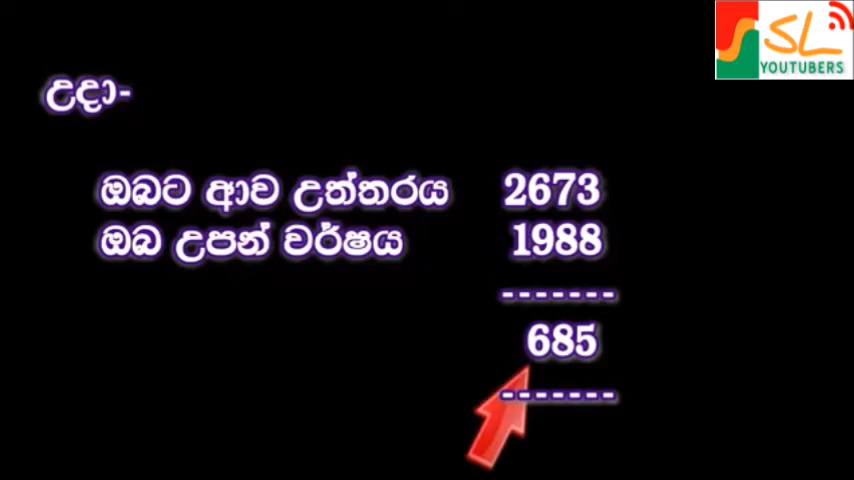 SL
YOUTUBERS
උදා-
ඔබට ආව උත්තරය 2673
ඔබ උපන් වර්ෂය 1988
-------
685
-------